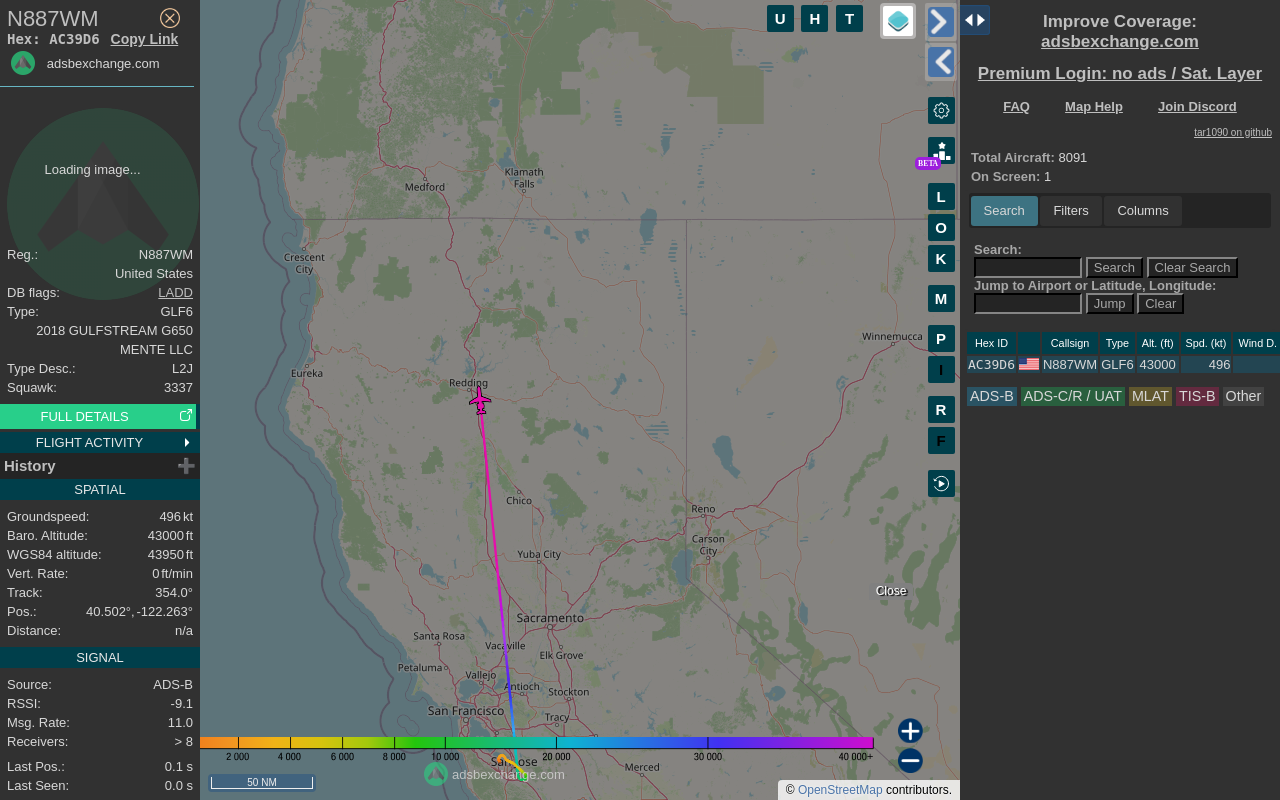 N887WM
Hex: AC39D6 Copy Link
adsbexchange.com
Loading image...
Reg.: N887WM
United States
DB flags: LADD
Type: GLF6
2018 GULFSTREAM G650
MENTE LLC
Type Desc.: L2J
Squawk: 3337
FULL DETAILS
FLIGHT ACTIVITY
History
SPATIAL
Groundspeed: 496 kt
Baro. Altitude: 43000 ft
WGS84 altitude: 43950 ft
Vert. Rate: 0 ft/min
Track: 354.0°
Pos.: 40.502°, -122.263°
Distance: n/a
SIGNAL
Source: ADS-B
RSSI: -9.1
Msg. Rate: 11.0
Receivers: > 8
Last Pos.: 0.1 s
Last Seen: 0.0 s
U H T
BETA
L
O
K
M
P
I
R
F
Medford
Klamath
Falls
Crescent
City
Winnemucca
Eureka
Redding
Chico
Reno
Carson
City
Yuba City
Close
Sacramento
Santa Rosa
Vacaville
Elk Grove
Petaluma
Vallejo
Antioch
Stockton
San Francisco
Tracy
2 000 4 000 6 000 8 000 10 000 20 000 30 000 40 000+
San Jose
Merced
adsbexchange.com
50 NM
© OpenStreetMap contributors.
Improve Coverage:
adsbexchange.com
Premium Login: no ads / Sat. Layer
FAQ Map Help Join Discord
tar1090 on github
Total Aircraft: 8091
On Screen: 1
Search Filters Columns
Search:
Search Clear Search
Jump to Airport or Latitude, Longitude:
Jump Clear
Hex ID Callsign Type Alt. (ft) Spd. (kt) Wind D.
AC39D6 N887WM GLF6 43000 496
ADS-B ADS-C/R / UAT MLAT TIS-B Other